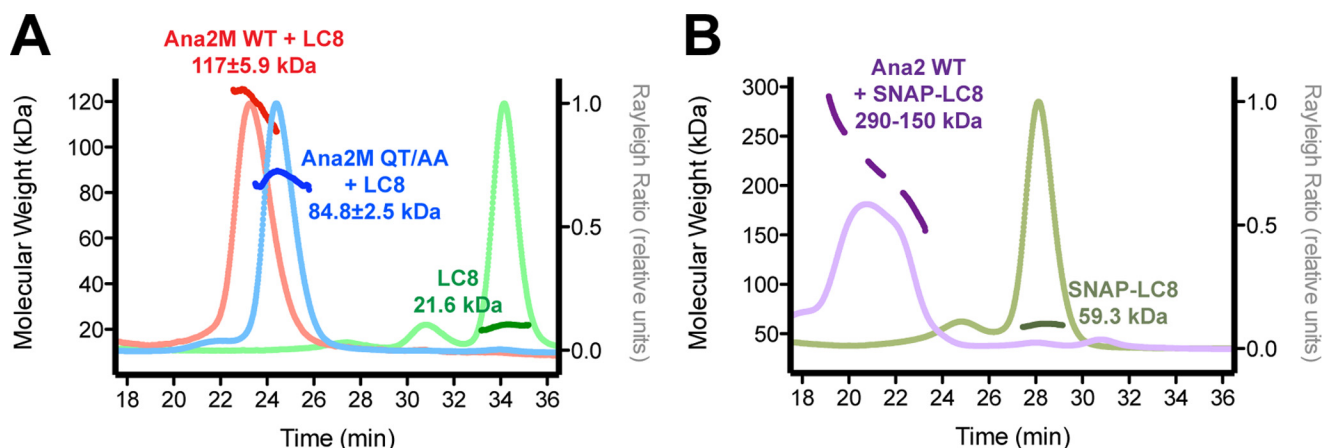 A
Ana2M WT + LC8
117±5.9 kDa
Ana2M QT/AA
+ LC8
84.8±2.5 kDa
LC8
21.6 kDa
Molecular Weight (kDa)
120
100
80
60
40
20
1.0
0.5
0.0
Rayleigh Ratio (relative units)
18 20 22 24 26 28 30 32 34 36
Time (min)
B
Ana2 WT
+ SNAP-LC8
290-150 kDa
SNAP-LC8
59.3 kDa
Molecular Weight (kDa)
300
250
200
150
100
50
1.0
0.5
0.0
Rayleigh Ratio (relative units)
18 20 22 24 26 28 30 32 34 36
Time (min)